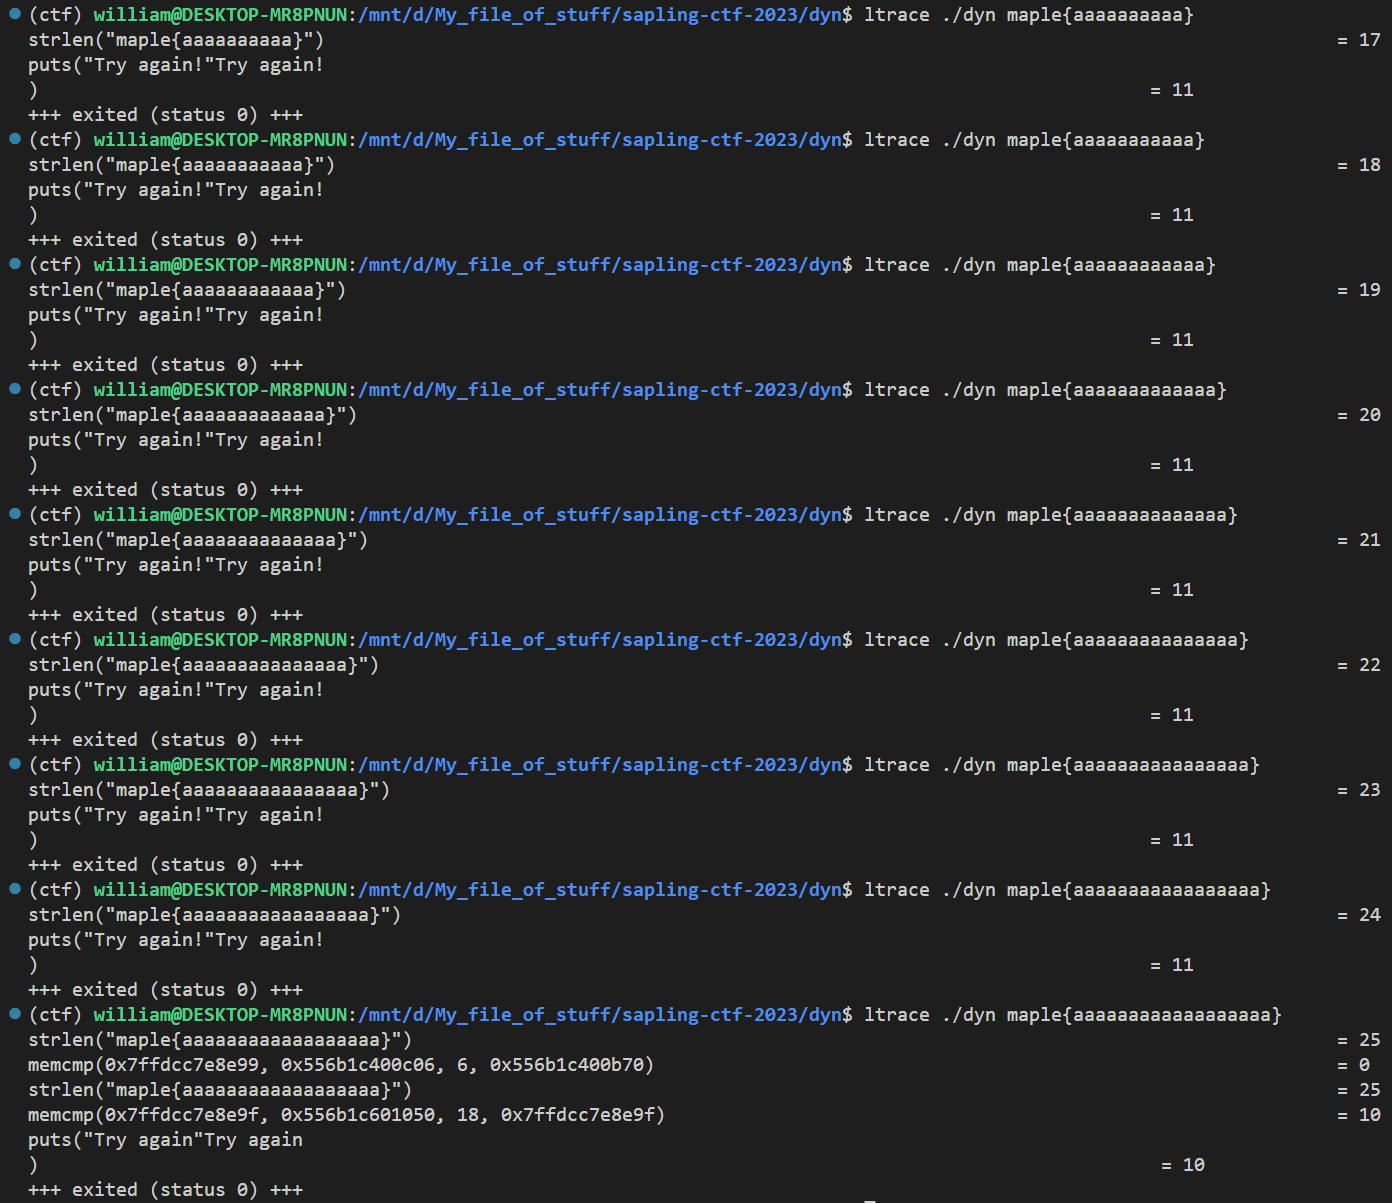 (ctf) william@DESKTOP-MR8PNUN:/mnt/d/My_file_of_stuff/sapling-ctf-2023/dyn$ ltrace ./dyn maple{aaaaaaaaaa}
strlen("maple{aaaaaaaaaa}") = 17
puts("Try again!"Try again!
) = 11
+++ exited (status 0) +++
(ctf) william@DESKTOP-MR8PNUN:/mnt/d/My_file_of_stuff/sapling-ctf-2023/dyn$ ltrace ./dyn maple{aaaaaaaaaaa}
strlen("maple{aaaaaaaaaaa}") = 18
puts("Try again!"Try again!
) = 11
+++ exited (status 0) +++
(ctf) william@DESKTOP-MR8PNUN:/mnt/d/My_file_of_stuff/sapling-ctf-2023/dyn$ ltrace ./dyn maple{aaaaaaaaaaaa}
strlen("maple{aaaaaaaaaaaa}") = 19
puts("Try again!"Try again!
) = 11
+++ exited (status 0) +++
(ctf) william@DESKTOP-MR8PNUN:/mnt/d/My_file_of_stuff/sapling-ctf-2023/dyn$ ltrace ./dyn maple{aaaaaaaaaaaaa}
strlen("maple{aaaaaaaaaaaaa}") = 20
puts("Try again!"Try again!
) = 11
+++ exited (status 0) +++
(ctf) william@DESKTOP-MR8PNUN:/mnt/d/My_file_of_stuff/sapling-ctf-2023/dyn$ ltrace ./dyn maple{aaaaaaaaaaaaaa}
strlen("maple{aaaaaaaaaaaaaa}") = 21
puts("Try again!"Try again!
) = 11
+++ exited (status 0) +++
(ctf) william@DESKTOP-MR8PNUN:/mnt/d/My_file_of_stuff/sapling-ctf-2023/dyn$ ltrace ./dyn maple{aaaaaaaaaaaaaaa}
strlen("maple{aaaaaaaaaaaaaaa}") = 22
puts("Try again!"Try again!
) = 11
+++ exited (status 0) +++
(ctf) william@DESKTOP-MR8PNUN:/mnt/d/My_file_of_stuff/sapling-ctf-2023/dyn$ ltrace ./dyn maple{aaaaaaaaaaaaaaaa}
strlen("maple{aaaaaaaaaaaaaaaa}") = 23
puts("Try again!"Try again!
) = 11
+++ exited (status 0) +++
(ctf) william@DESKTOP-MR8PNUN:/mnt/d/My_file_of_stuff/sapling-ctf-2023/dyn$ ltrace ./dyn maple{aaaaaaaaaaaaaaaaa}
strlen("maple{aaaaaaaaaaaaaaaaa}") = 24
puts("Try again!"Try again!
) = 11
+++ exited (status 0) +++
(ctf) william@DESKTOP-MR8PNUN:/mnt/d/My_file_of_stuff/sapling-ctf-2023/dyn$ ltrace ./dyn maple{aaaaaaaaaaaaaaaaaa}
strlen("maple{aaaaaaaaaaaaaaaaaa}") = 25
memcmp(0x7ffdcc7e8e99, 0x556b1c400c06, 6, 0x556b1c400b70) = 0
strlen("maple{aaaaaaaaaaaaaaaaaa}") = 25
memcmp(0x7ffdcc7e8e9f, 0x556b1c601050, 18, 0x7ffdcc7e8e9f) = 10
puts("Try again"Try again
) = 10
+++ exited (status 0) +++